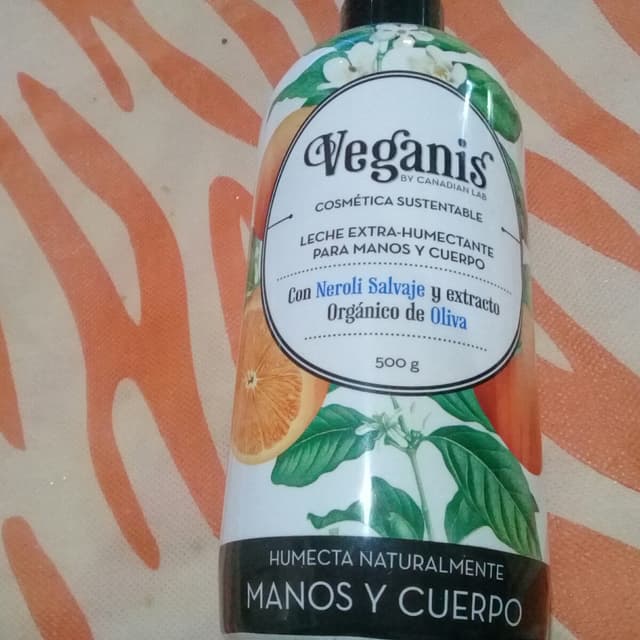 Veganis
BY CANADIAN LAB
COSMÉTICA SUSTENTABLE
LECHE EXTRA-HUMECTANTE
PARA MANOS Y CUERPO
Con Neroli Salvaje y extracto
Orgánico de Oliva
500 g
HUMECTA NATURALMENTE
MANOS Y CUERPO